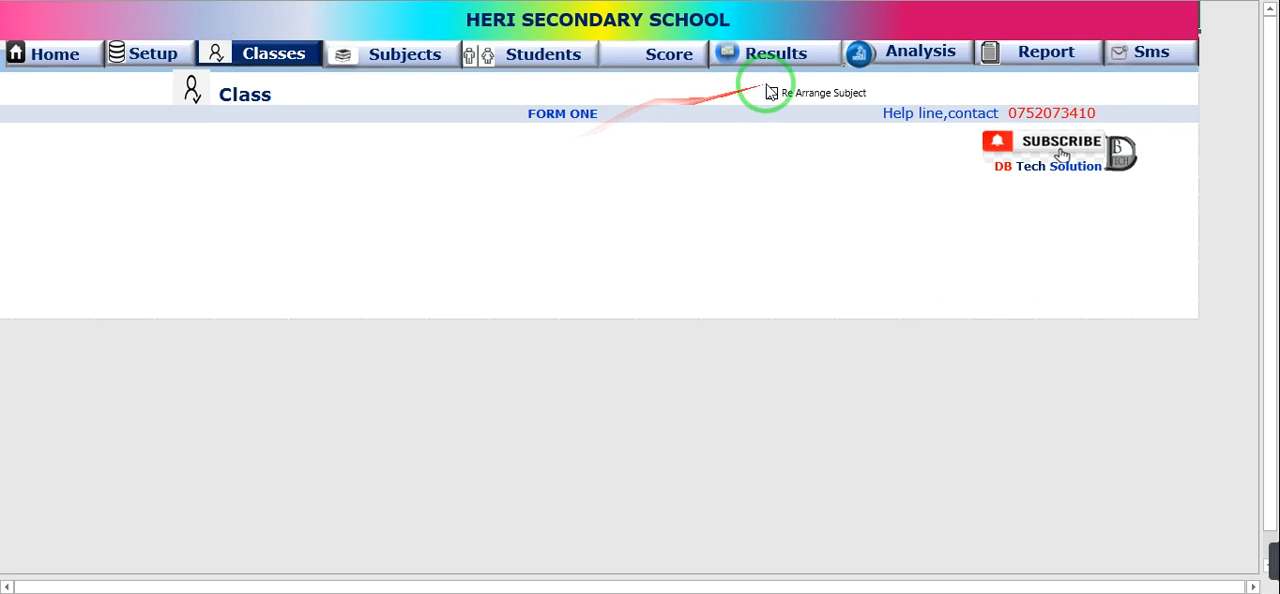 HERI SECONDARY SCHOOL
Home Setup Classes Subjects Students Score Results Analysis Report Sms
Class
Re Arrange Subject
FORM ONE
Help line,contact 0752073410
SUBSCRIBE
DB Tech Solution
B TECH